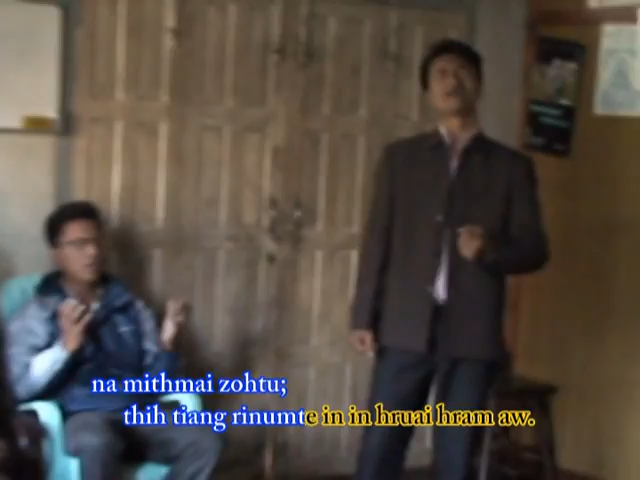 na mithmai zohtu;
thih tiang rinumte in in hruai hram aw.